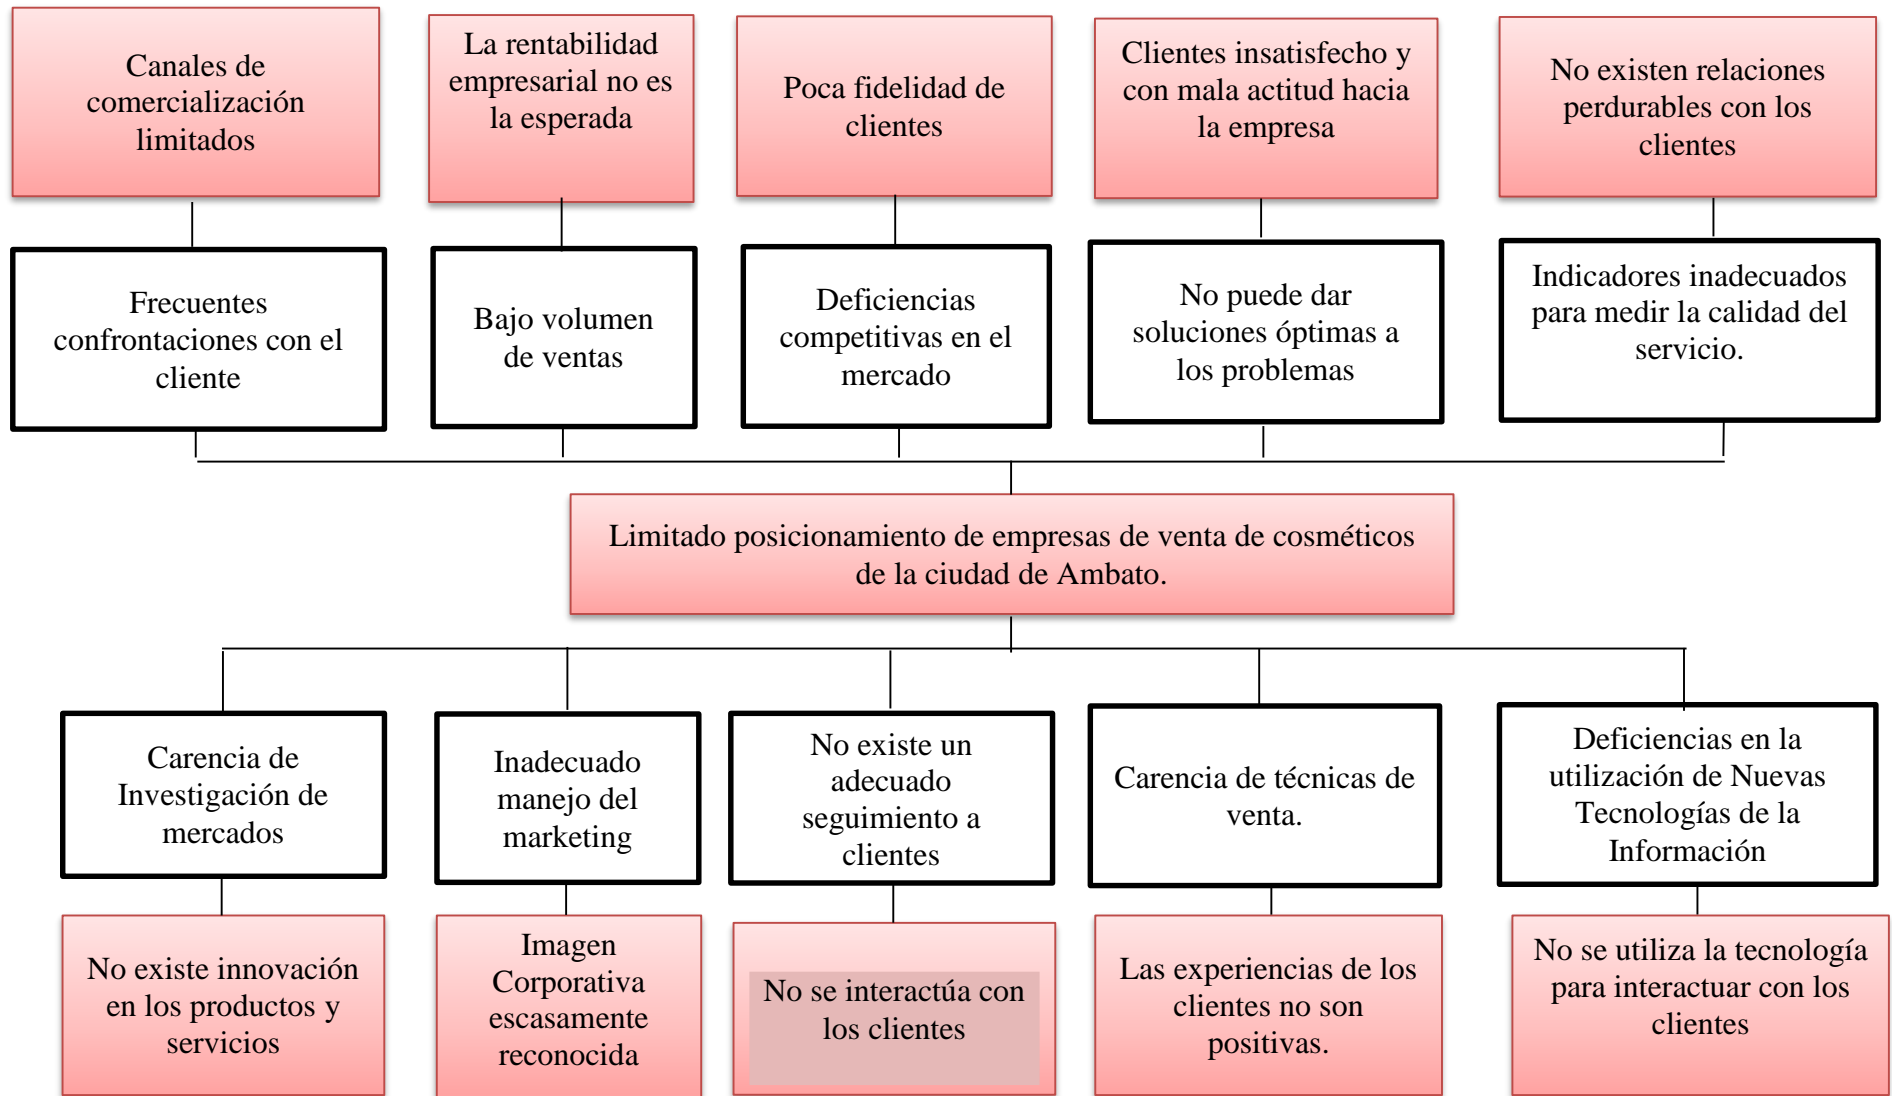 Canales de
comercialización
limitados
La rentabilidad
empresarial no es
la esperada
Poca fidelidad de
clientes
Clientes insatisfecho y
con mala actitud hacia
la empresa
No existen relaciones
perdurables con los
clientes
Frecuentes
confrontaciones con el
cliente
Bajo volumen
de ventas
Deficiencias
competitivas en el
mercado
No puede dar
soluciones óptimas a
los problemas
Indicadores inadecuados
para medir la calidad del
servicio.
Limitado posicionamiento de empresas de venta de cosméticos
de la ciudad de Ambato.
Carencia de
Investigación de
mercados
Inadecuado
manejo del
marketing
No existe un
adecuado
seguimiento a
clientes
Carencia de técnicas de
venta.
Deficiencias en la
utilización de Nuevas
Tecnologías de la
Información
No existe innovación
en los productos y
servicios
Imagen
Corporativa
escasamente
reconocida
No se interactúa con
los clientes
Las experiencias de los
clientes no son
positivas.
No se utiliza la tecnología
para interactuar con los
clientes